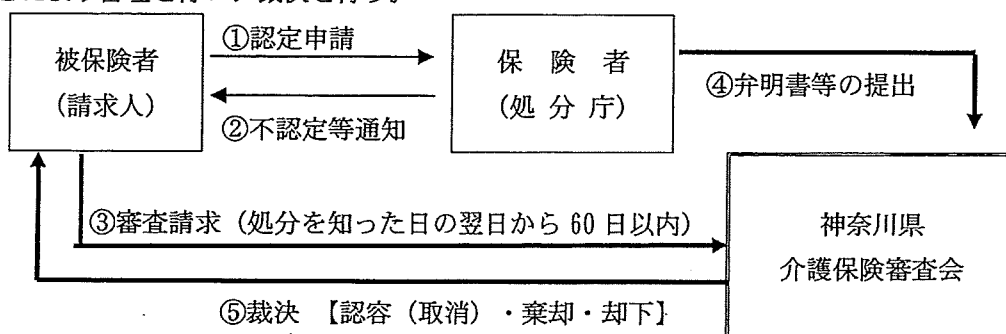 ①認定申請
被保険者
(請求人)
保険者
(処分庁)
②不認定等通知
④弁明書等の提出
③審査請求(処分を知った日の翌日から 60 日以内)
神奈川県
介護保険審査会
⑤裁決 【認容(取消)・棄却・却下】